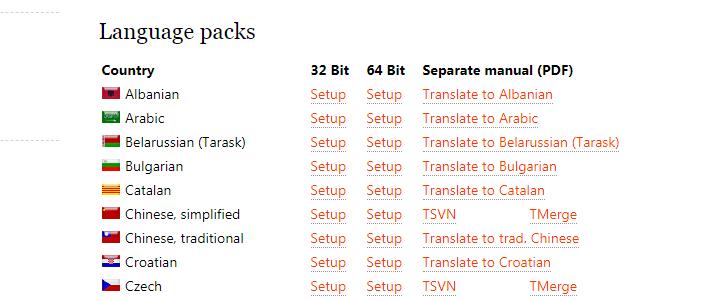 Language packs
Country 32 Bit 64 Bit Separate manual (PDF)
Albanian Setup Setup Translate to Albanian
Arabic Setup Setup Translate to Arabic
Belarussian (Tarask) Setup Setup Translate to Belarussian (Tarask)
Bulgarian Setup Setup Translate to Bulgarian
Catalan Setup Setup Translate to Catalan
Chinese, simplified Setup Setup TSVN TMerge
Chinese, traditional Setup Setup Translate to trad. Chinese
Croatian Setup Setup Translate to Croatian
Czech Setup Setup TSVN TMerge